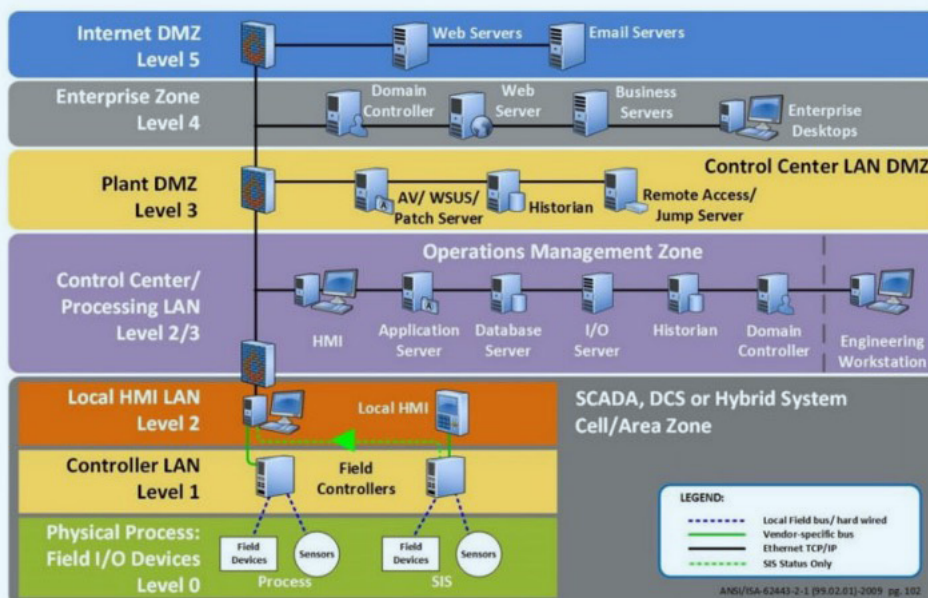 Internet DMZ
Level 5
Web Servers
Email Servers
Enterprise Zone
Level 4
Domain
Controller
Web
Server
Business
Servers
Enterprise
Desktops
Control Center LAN DMZ
Plant DMZ
Level 3
AV/ WSUS/
Patch Server
A
Historian
Remote Access/
Jump Server
Operations Management Zone
Control Center/
Processing LAN
Level 2/3
HMI
Application
Server
A
Database
Server
I/O
Server
Historian
Domain
Controller
Engineering
Workstation
Local HMI LAN
Level 2
Local HMI
SCADA, DCS or Hybrid System
Cell/Area Zone
Controller LAN
Level 1
Field
Controllers
Physical Process:
Field I/O Devices
Level 0
Field
Devices
Sensors
Process
Field
Devices
Sensors
SIS
LEGEND:
Local Field bus/ hard wired
Vendor-specific bus
Ethernet TCP/IP
SIS Status Only
ANSI/ISA-62443-2-1 (99.02.01)-2009 pg. 102